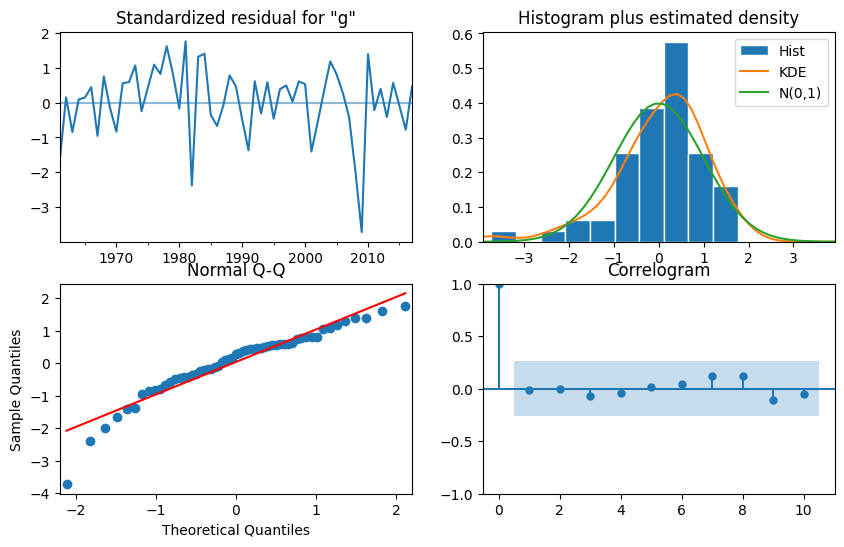 Standardized residual for "g"
2
1
0
−1
−2
−3
1970 1980 1990 2000 2010
Histogram plus estimated density
0.6
0.5
0.4
0.3
0.2
0.1
0.0
−3 −2 −1 0 1 2 3
Hist
KDE
N(0,1)
Normal Q-Q
Sample Quantiles
2
1
0
−1
−2
−3
−4
−2 −1 0 1 2
Theoretical Quantiles
Correlogram
1.0
0.5
0.0
−0.5
−1.0
0 2 4 6 8 10